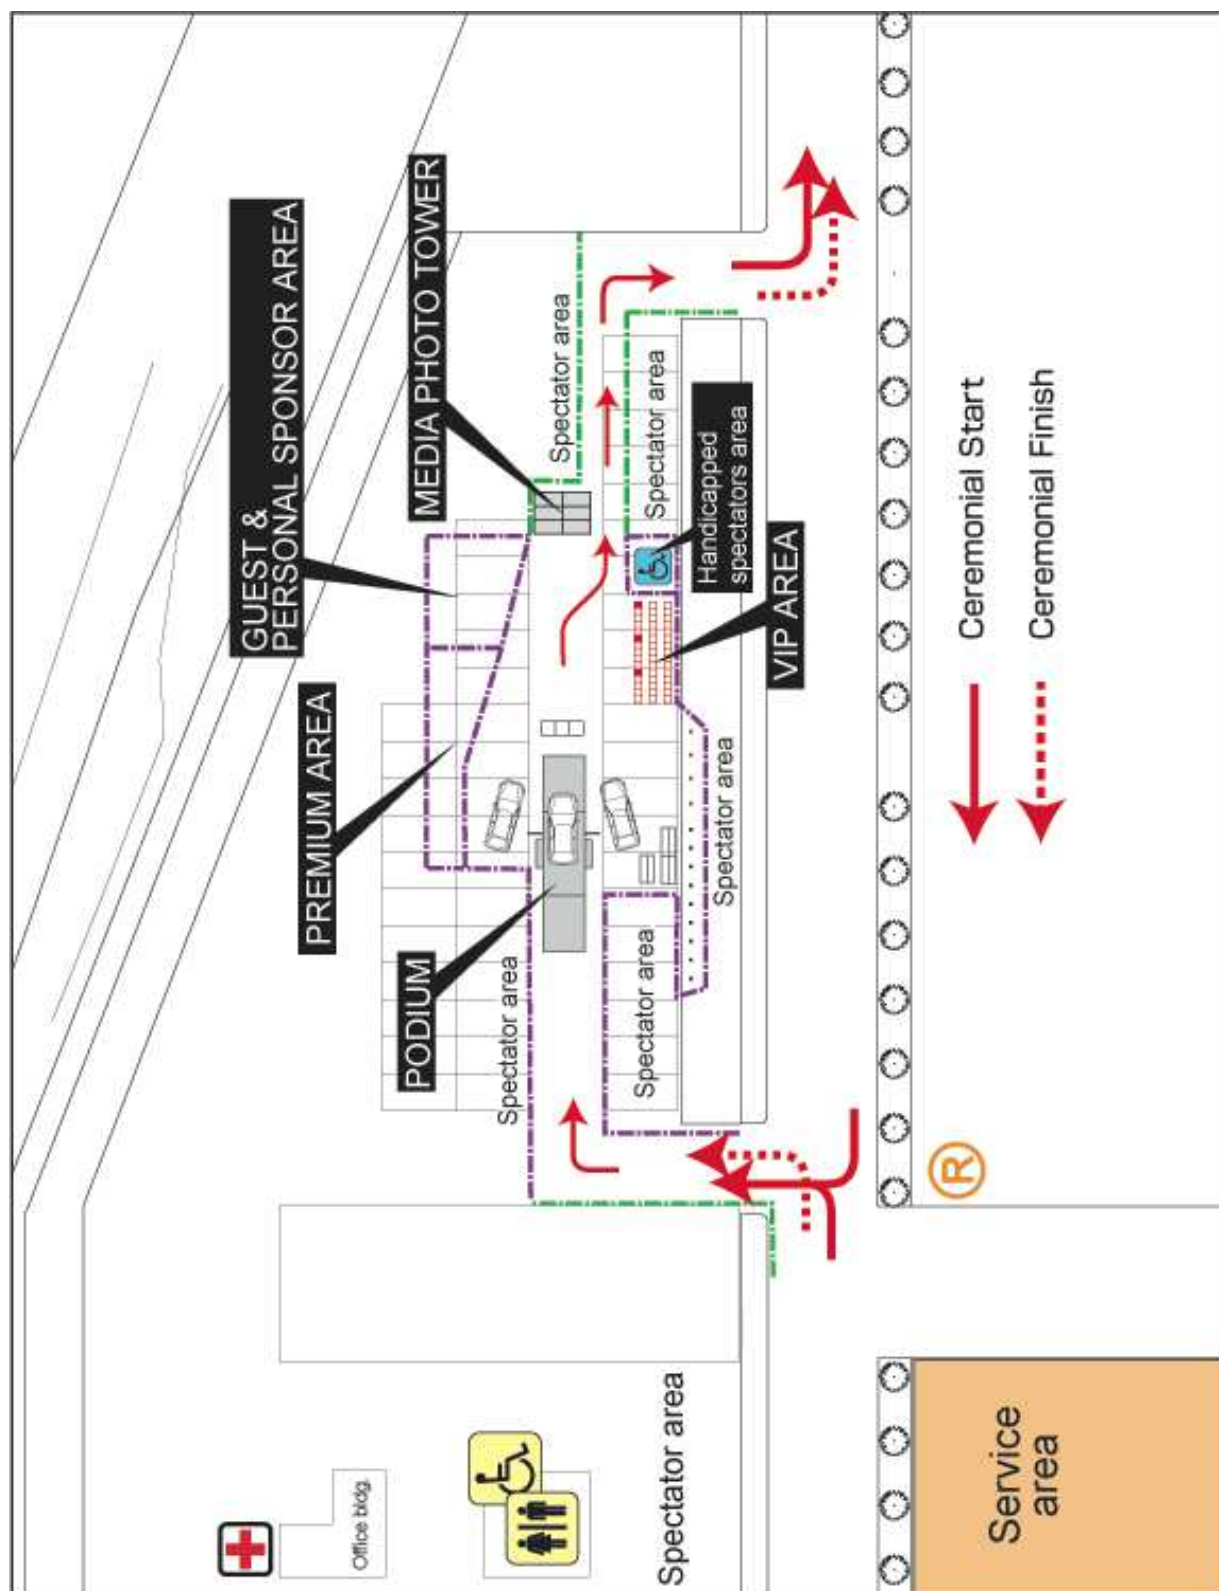 GUEST &
PERSONAL SPONSOR AREA
MEDIA PHOTO TOWER
PREMIUM AREA
PODIUM
Spectator area
Spectator area
Spectator area
Handicapped
spectators area
VIP AREA
Spectator area
Spectator area
Office bldg.
Spectator area
Ceremonial Start
Ceremonial Finish
R
Service
area